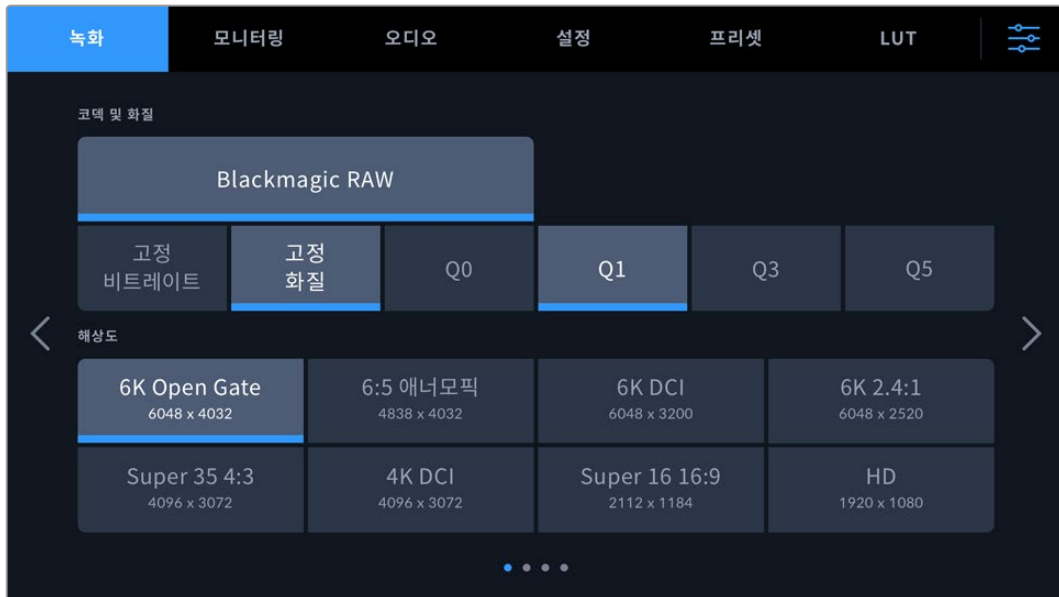 녹화 모니터링 오디오 설정 프리셋 LUT
코덱 및 화질
Blackmagic RAW
고정 비트레이트
고정 화질
Q0
Q1
Q3
Q5
해상도
6K Open Gate
6048 x 4032
6:5 애너모픽
4838 x 4032
6K DCI
6048 x 3200
6K 2.4:1
6048 x 2520
Super 35 4:3
4096 x 3072
4K DCI
4096 x 3072
Super 16 16:9
2112 x 1184
HD
1920 x 1080